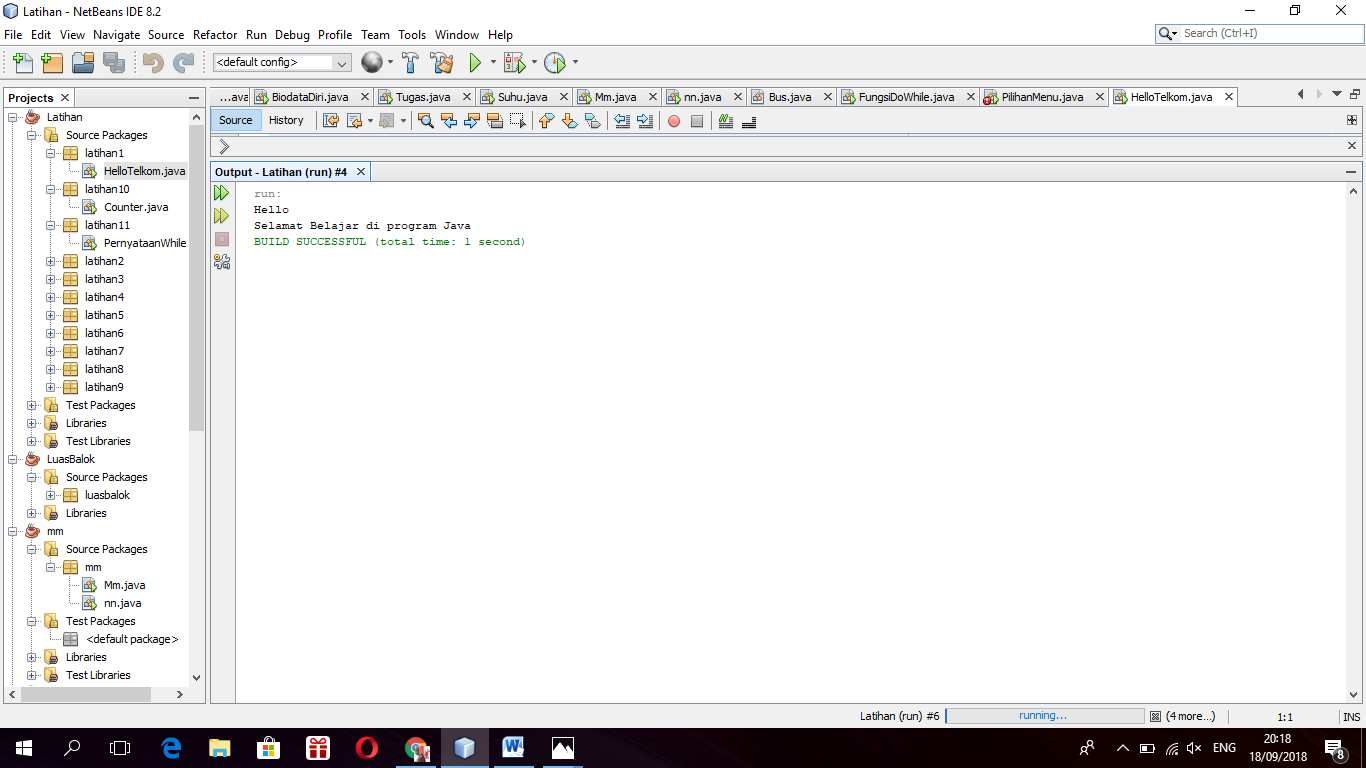 Latihan - NetBeans IDE 8.2
File Edit View Navigate Source Refactor Run Debug Profile Team Tools Window Help
Search (Ctrl+I)
<default config>
Projects
...ava BiodataDiri.java Tugas.java Suhu.java Mm.java nn.java Bus.java FungsiDoWhile.java PilihanMenu.java HelloTelkom.java
Source History
Latihan
Source Packages
latihan1
HelloTelkom.java
latihan10
Counter.java
latihan11
PernyataanWhile
latihan2
latihan3
latihan4
latihan5
latihan6
latihan7
latihan8
latihan9
Test Packages
Libraries
Test Libraries
LuasBalok
Source Packages
luasbalok
Libraries
mm
Source Packages
mm
Mm.java
nn.java
Test Packages
<default package>
Libraries
Test Libraries
Output - Latihan (run) #4
run:
Hello
Selamat Belajar di program Java
BUILD SUCCESSFUL (total time: 1 second)
Latihan (run) #6 running... (4 more...) 1:1 INS
ENG
20:18
18/09/2018
8